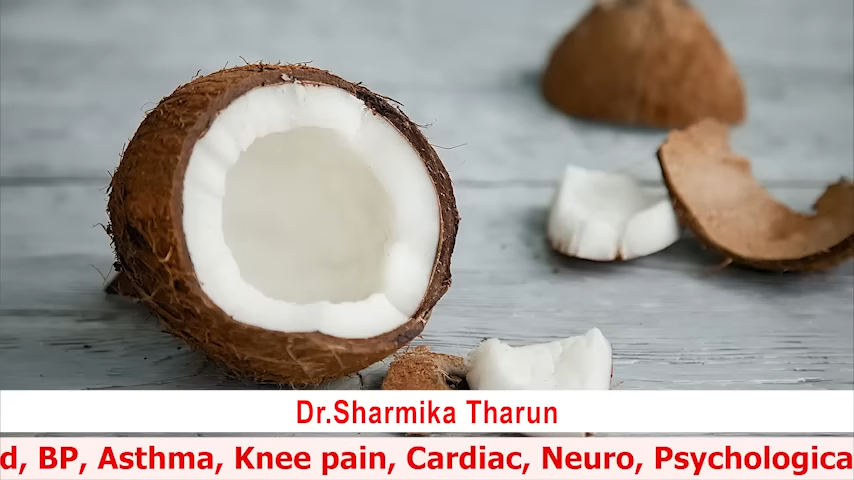 Dr.Sharmika Tharun
d, BP, Asthma, Knee pain, Cardiac, Neuro, Psychologica